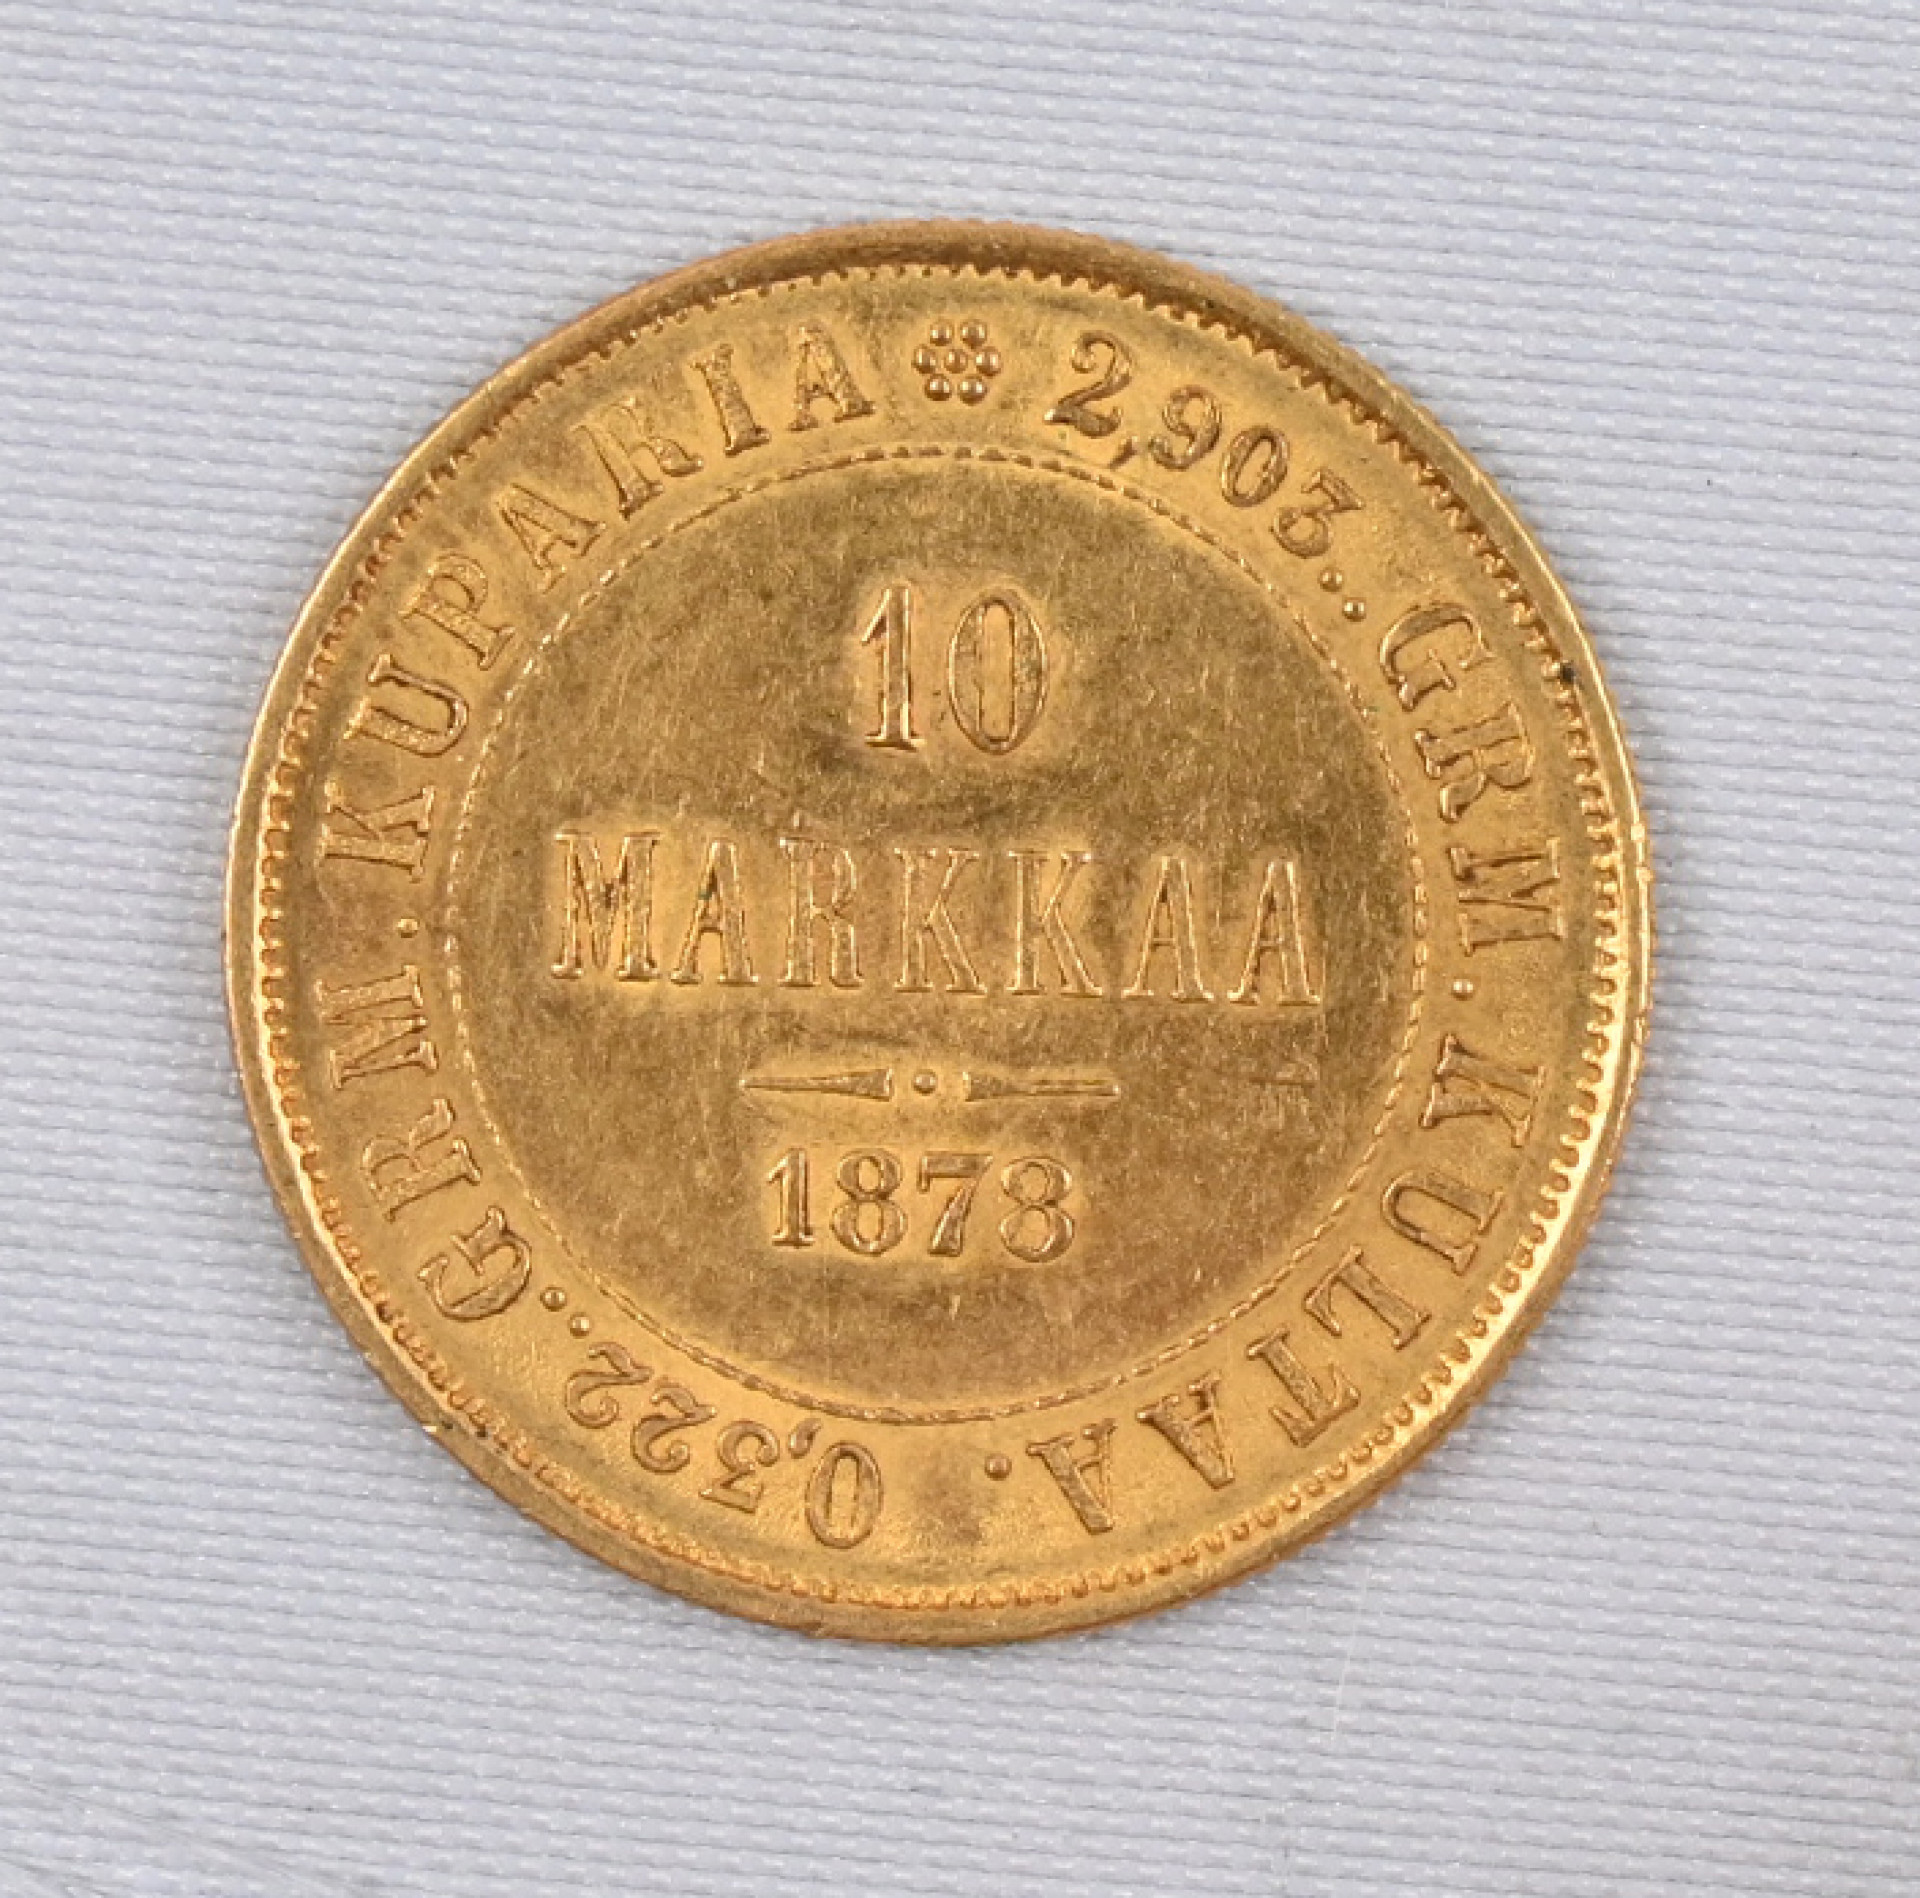 10
MARKKAA
1878
2,903..GRM.KULTAA.
0,322..GRM.KUPARIA